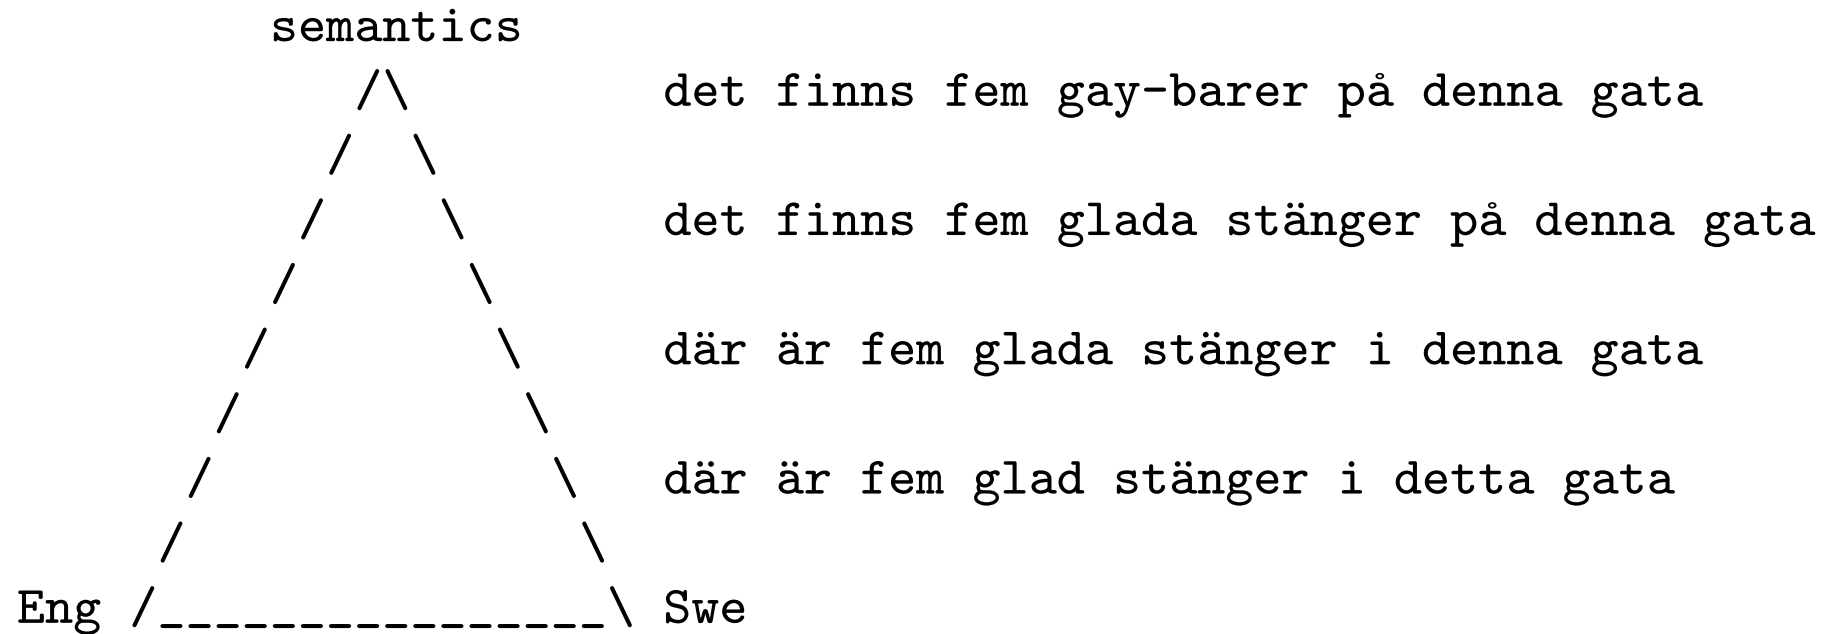 semantics
det finns fem gay-barer på denna gata
det finns fem glada stänger på denna gata
där är fem glada stänger i denna gata
där är fem glad stänger i detta gata
Eng /________________\ Swe